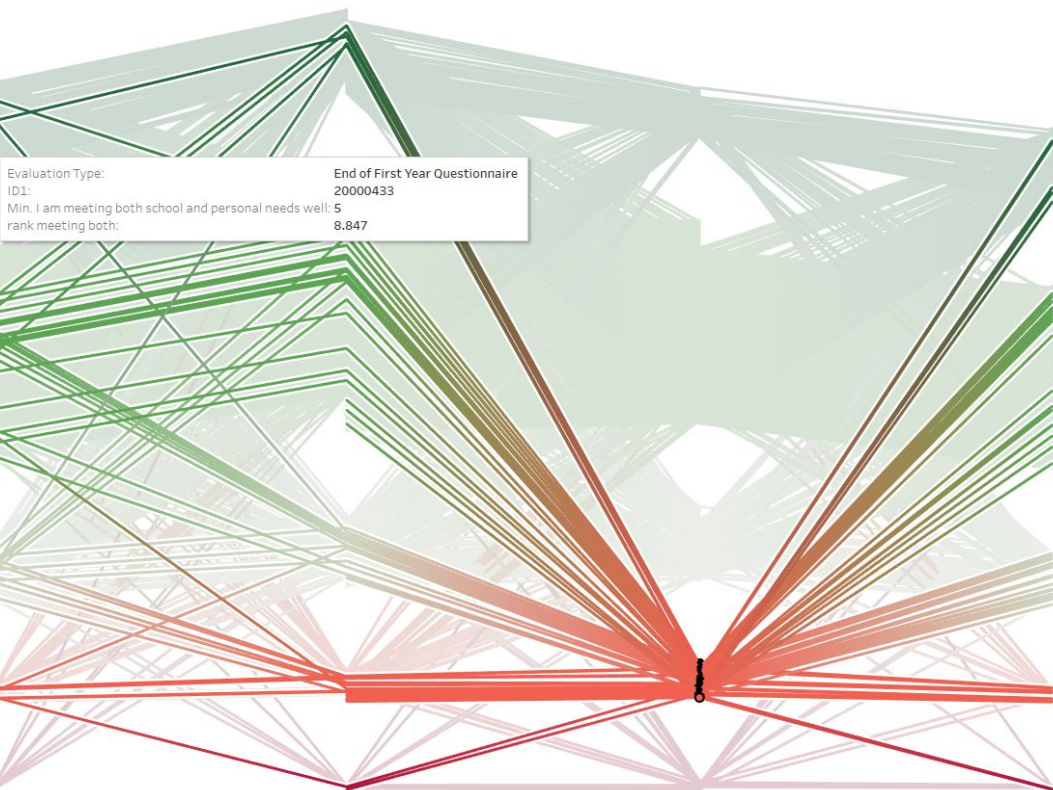 Evaluation Type: End of First Year Questionnaire
ID1: 20000433
Min. I am meeting both school and personal needs well: 5
rank meeting both: 8.847